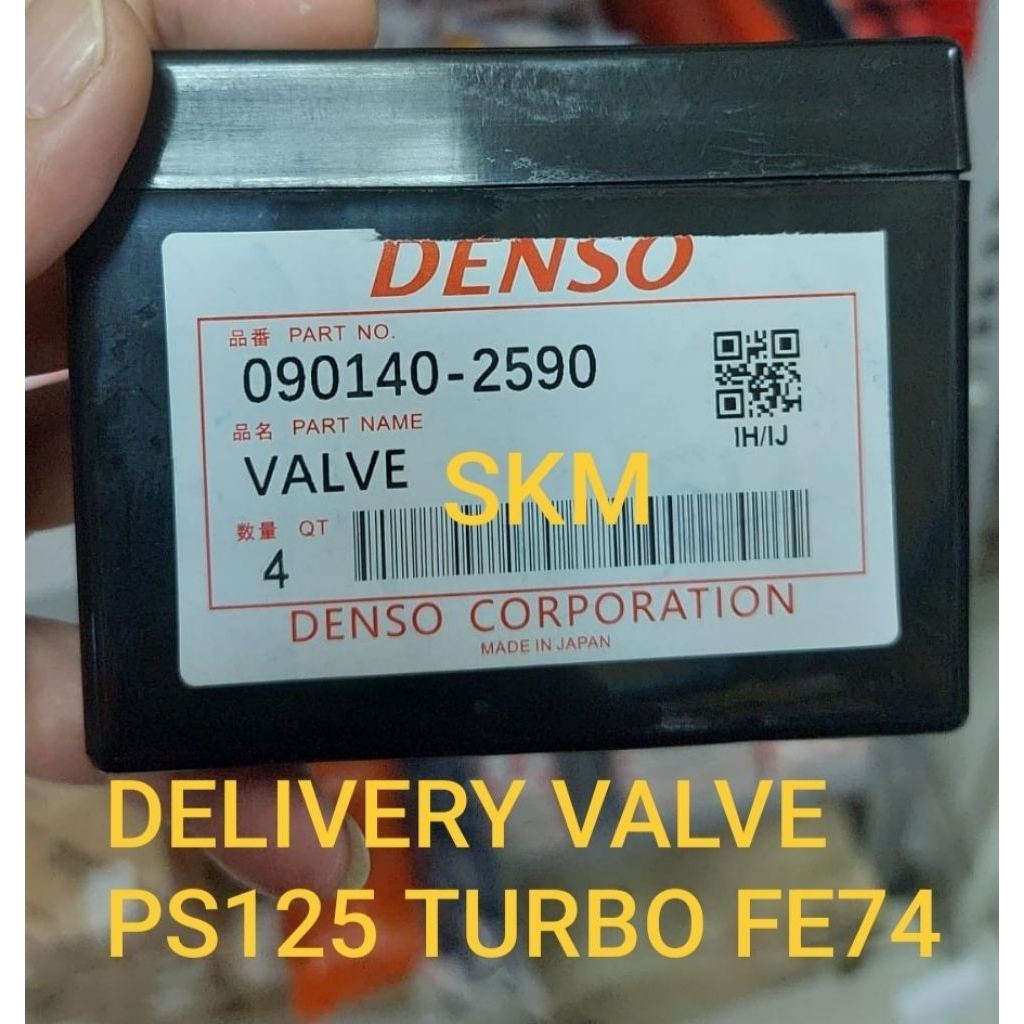 DENSO
品番 PART NO.
090140-2590
品名 PART NAME
IH/IJ
VALVE
SKM
数量 QT
4
DENSO CORPORATION
MADE IN JAPAN
DELIVERY VALVE
PS125 TURBO FE74